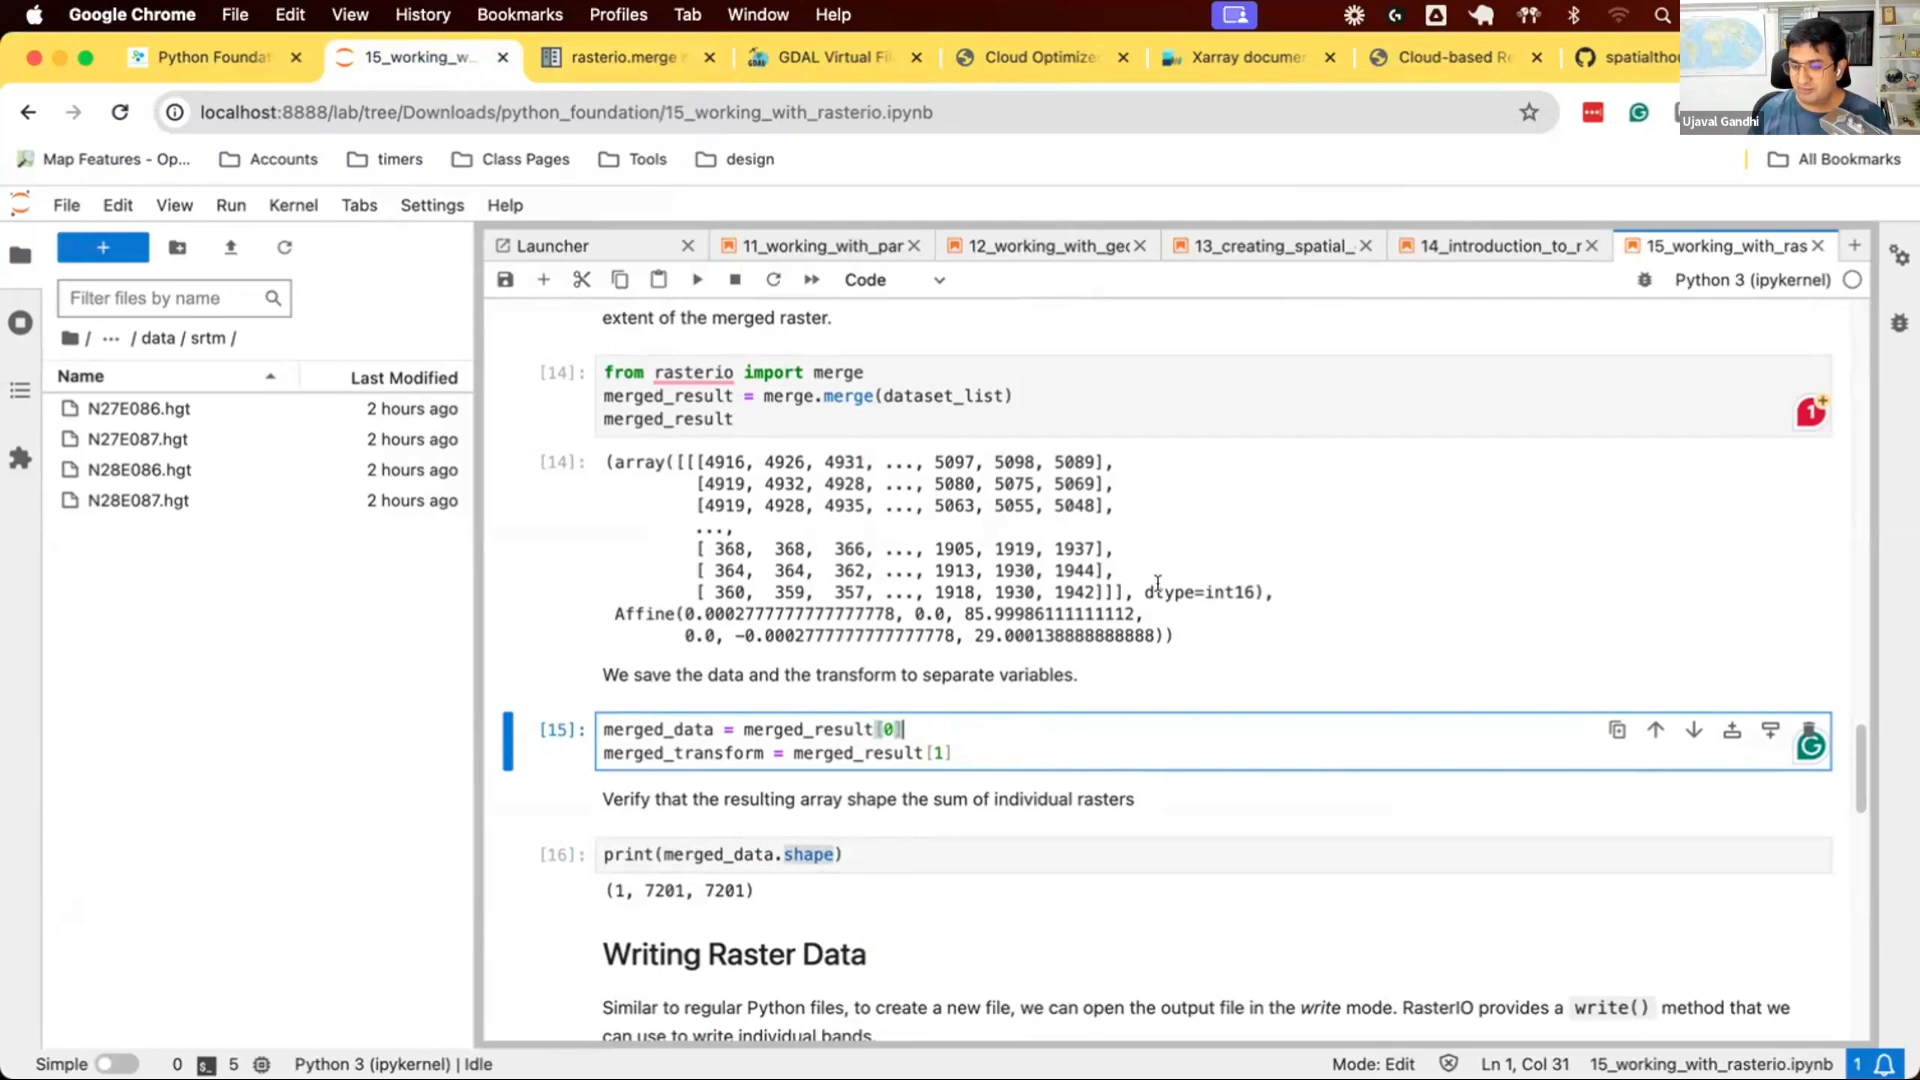 Google Chrome File Edit View History Bookmarks Profiles Tab Window Help
Python Foundat 15_working_w... rasterio.merge GDAL Virtual Fil Cloud Optimize Xarray documen Cloud-based Re spatialthou
localhost:8888/lab/tree/Downloads/python_foundation/15_working_with_rasterio.ipynb
Ujaval Gandhi
Map Features - Op... Accounts timers Class Pages Tools design All Bookmarks
File Edit View Run Kernel Tabs Settings Help
Launcher 11_working_with_par 12_working_with_geo 13_creating_spatial_ 14_introduction_to_r 15_working_with_ras
Code Python 3 (ipykernel)
Filter files by name
/ ... / data / srtm /
Name Last Modified
N27E086.hgt 2 hours ago
N27E087.hgt 2 hours ago
N28E086.hgt 2 hours ago
N28E087.hgt 2 hours ago
extent of the merged raster.
[14]: from rasterio import merge
merged_result = merge.merge(dataset_list)
merged_result
1
[14]: (array([[[4916, 4926, 4931, ..., 5097, 5098, 5089],
[4919, 4932, 4928, ..., 5080, 5075, 5069],
[4919, 4928, 4935, ..., 5063, 5055, 5048],
...,
[ 368, 368, 366, ..., 1905, 1919, 1937],
[ 364, 364, 362, ..., 1913, 1930, 1944],
[ 360, 359, 357, ..., 1918, 1930, 1942]]], dtype=int16),
Affine(0.0002777777777777778, 0.0, 85.99986111111112,
0.0, -0.0002777777777777778, 29.000138888888888))
We save the data and the transform to separate variables.
[15]: merged_data = merged_result[0]
merged_transform = merged_result[1]
Verify that the resulting array shape the sum of individual rasters
[16]: print(merged_data.shape)
(1, 7201, 7201)
Writing Raster Data
Similar to regular Python files, to create a new file, we can open the output file in the write mode. RasterIO provides a write() method that we
can use to write individual bands.
Simple 0 5 Python 3 (ipykernel) | Idle Mode: Edit Ln 1, Col 31 15_working_with_rasterio.ipynb 1